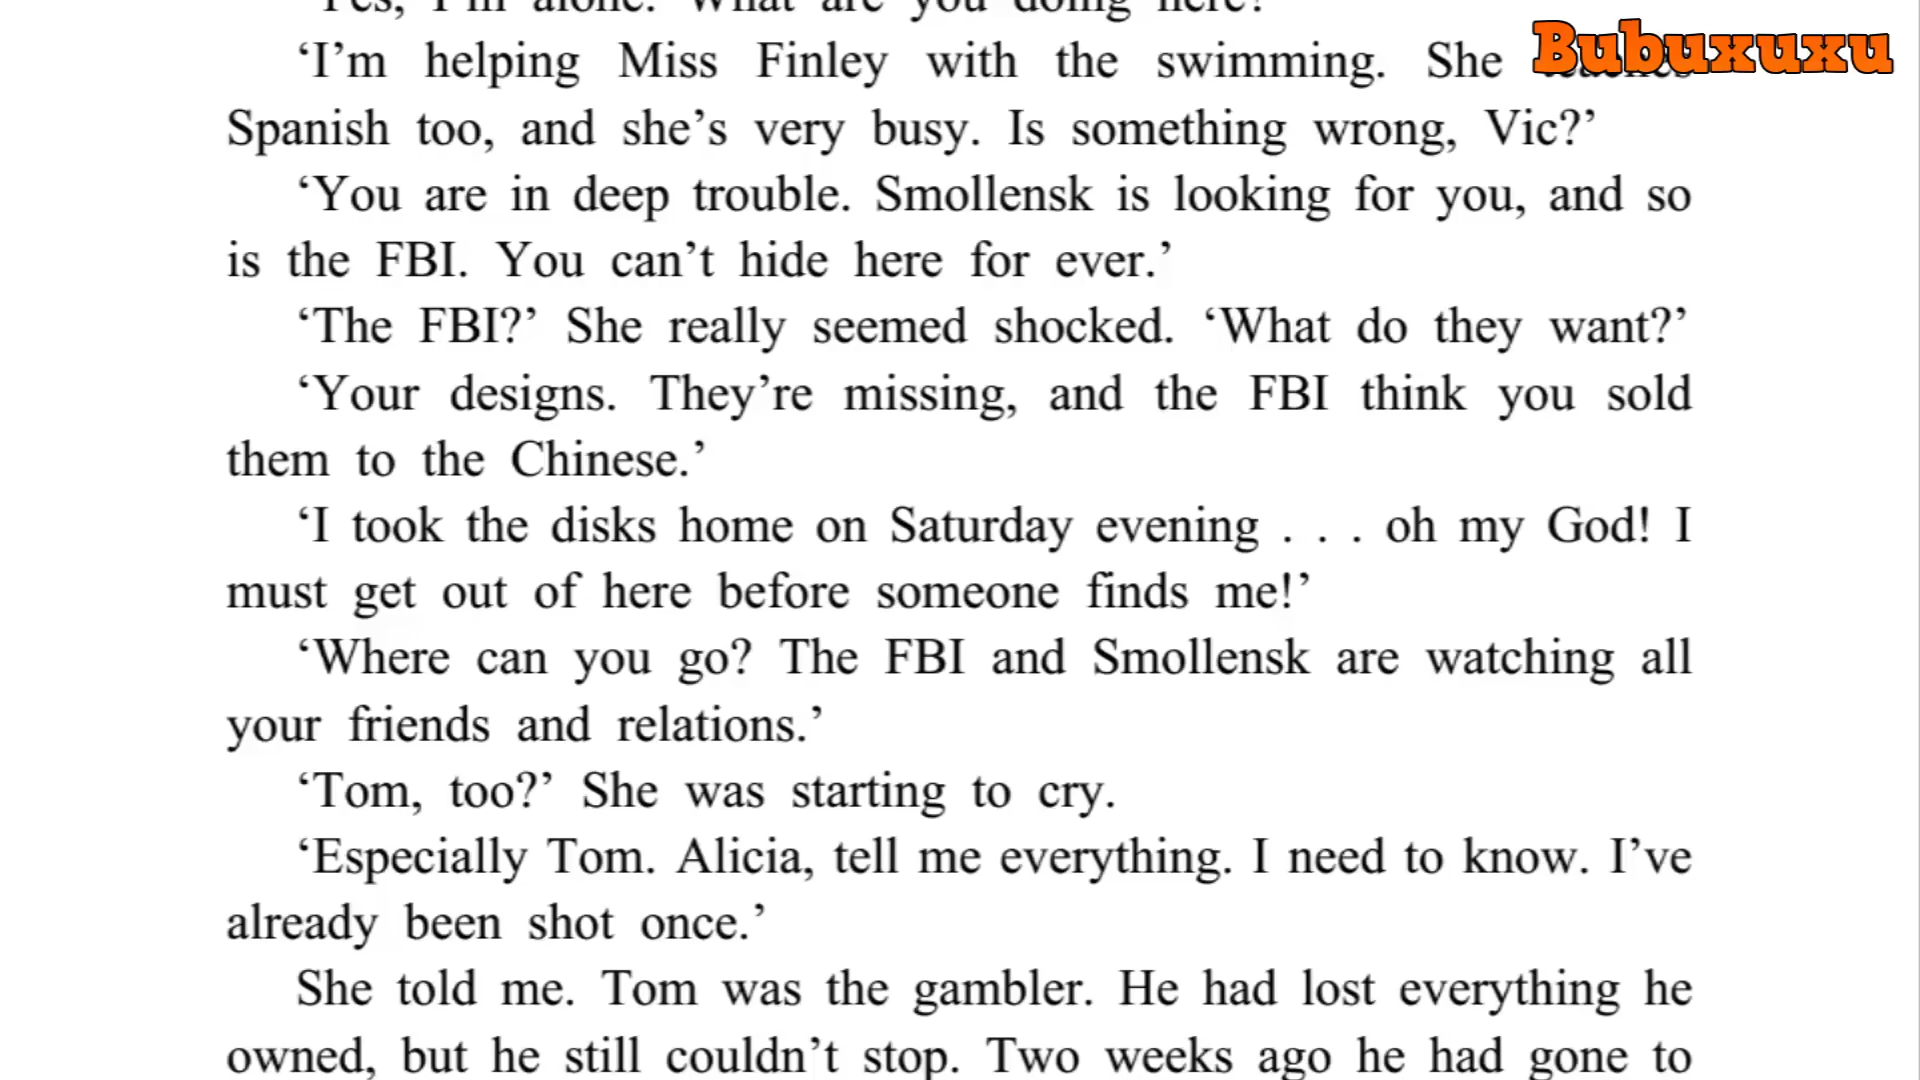 ‘Yes, I’m alone. What are you doing here?
Bubuxuxu
‘I’m helping Miss Finley with the swimming. She
Spanish too, and she’s very busy. Is something wrong, Vic?’
‘You are in deep trouble. Smollensk is looking for you, and so
is the FBI. You can’t hide here for ever.’
‘The FBI?’ She really seemed shocked. ‘What do they want?’
‘Your designs. They’re missing, and the FBI think you sold
them to the Chinese.’
‘I took the disks home on Saturday evening . . . oh my God! I
must get out of here before someone finds me!’
‘Where can you go? The FBI and Smollensk are watching all
your friends and relations.’
‘Tom, too?’ She was starting to cry.
‘Especially Tom. Alicia, tell me everything. I need to know. I’ve
already been shot once.’
She told me. Tom was the gambler. He had lost everything he
owned, but he still couldn’t stop. Two weeks ago he had gone to